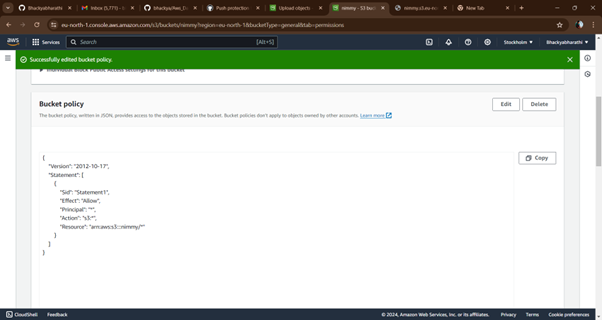 Bhackyabharathi
Inbox (5,771)
Push protection
Upload objects
nimmy - S3 buc
nimmy.s3.eu-n
New Tab
eu-north-1.console.aws.amazon.com/s3/buckets/nimmy?region=eu-north-1&bucketType=general&tab=permissions
aws
Services
Search
[Alt+S]
Stockholm
Bhackyabharathi
Successfully edited bucket policy.
Individual Block Public Access settings for this bucket
Bucket policy
Edit
Delete
The bucket policy, written in JSON, provides access to the objects stored in the bucket. Bucket policies don't apply to objects owned by other accounts. Learn more
Copy
{
"Version": "2012-10-17",
"Statement": [
{
"Sid": "Statement1",
"Effect": "Allow",
"Principal": "*",
"Action": "s3:*",
"Resource": "arn:aws:s3:::nimmy/*"
}
]
}
CloudShell
Feedback
© 2024, Amazon Web Services, Inc. or its affiliates.
Privacy
Terms
Cookie preferences